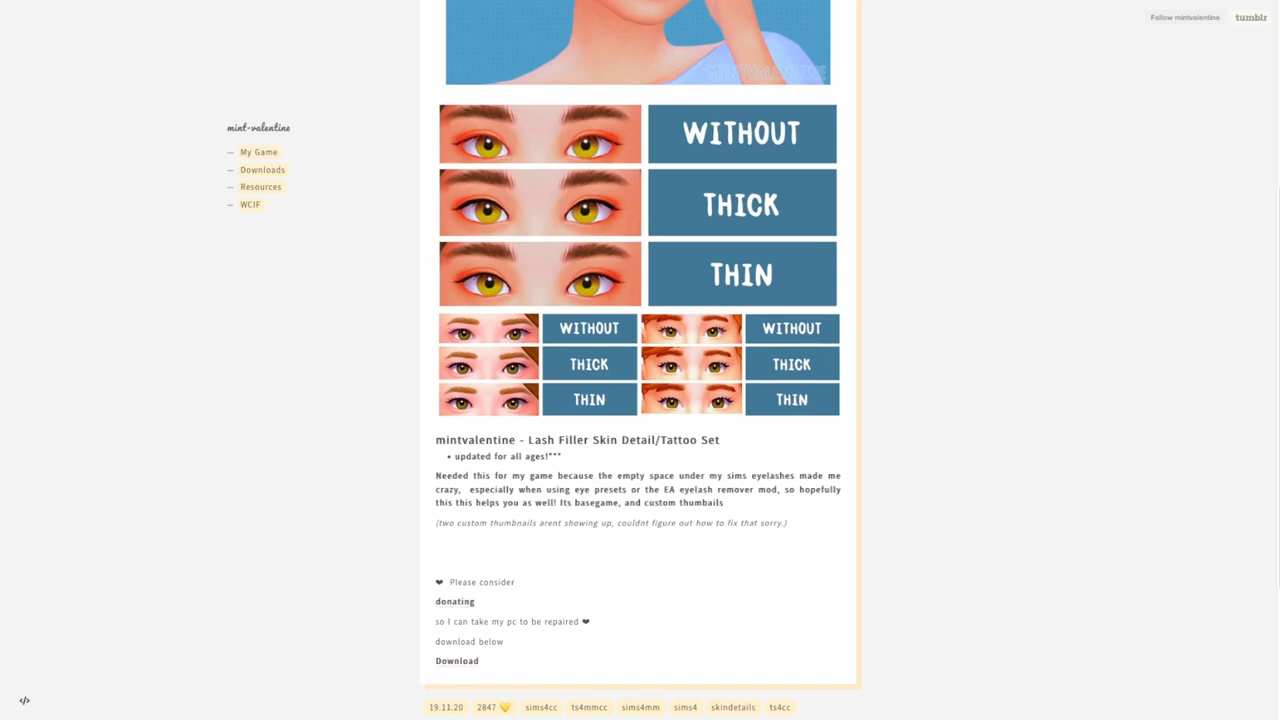 Follow mintvalentine
tumblr
MINTVALENTINE
mint-valentine
— My Game
— Downloads
— Resources
— WCIF
WITHOUT
THICK
THIN
WITHOUT
WITHOUT
THICK
THICK
THIN
THIN
mintvalentine - Lash Filler Skin Detail/Tattoo Set
• updated for all ages!***
Needed this for my game because the empty space under my sims eyelashes made me
crazy, especially when using eye presets or the EA eyelash remover mod, so hopefully
this this helps you as well! Its basegame, and custom thumbails
(two custom thumbnails arent showing up, couldnt figure out how to fix that sorry.)
❤ Please consider
donating
so I can take my pc to be repaired ❤
download below
Download
</>
19.11.20 2847 💛 sims4cc ts4mmcc sims4mm sims4 skindetails ts4cc